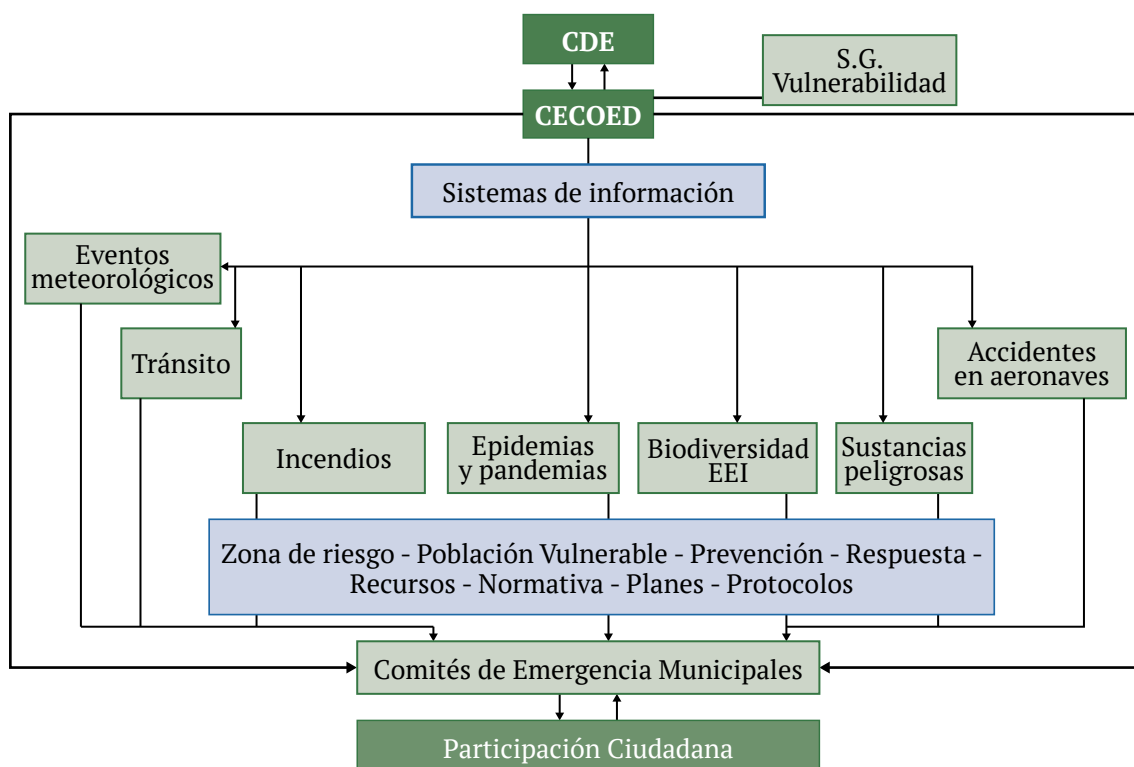 CDE
S.G.
Vulnerabilidad
CECOED
Sistemas de información
Eventos
meteorológicos
Tránsito
Accidentes
en aeronaves
Incendios
Epidemias
y pandemias
Biodiversidad
EEI
Sustancias
peligrosas
Zona de riesgo - Población Vulnerable - Prevención - Respuesta -
Recursos - Normativa - Planes - Protocolos
Comités de Emergencia Municipales
Participación Ciudadana